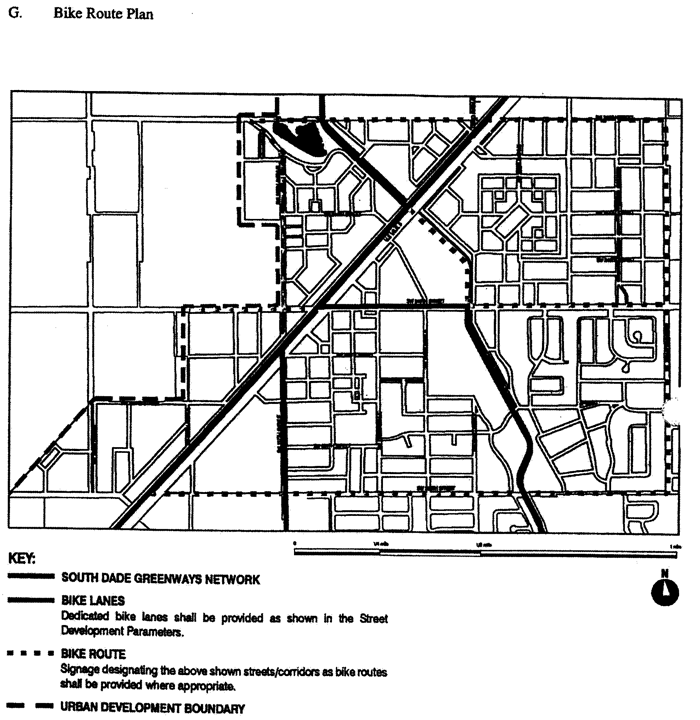 G. Bike Route Plan
0 1/4 mile 1/2 mile 1 mile
KEY:
N
SOUTH DADE GREENWAYS NETWORK
BIKE LANES
Dedicated bike lanes shall be provided as shown in the Street
Development Parameters.
BIKE ROUTE
Signage designating the above shown streets/corridors as bike routes
shall be provided where appropriate.
URBAN DEVELOPMENT BOUNDARY